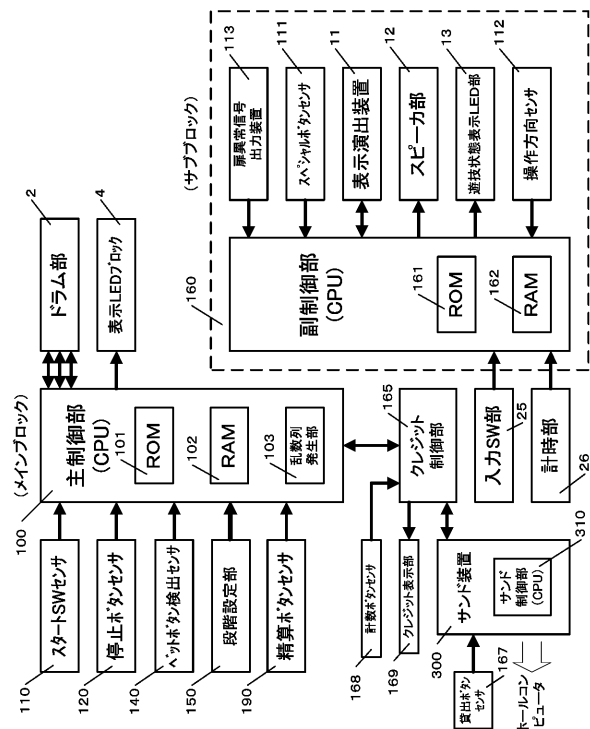 (メインブロック)
100
主制御部
(CPU)
101
ROM
102
RAM
103
乱数列
発生部
110
スタートSWセンサ
120
停止ボタンセンサ
140
ベットボタン検出センサ
150
段階設定部
190
精算ボタンセンサ
2
ドラム部
4
表示LEDブロック
(サブブロック)
160
副制御部
(CPU)
161
ROM
162
RAM
113
扉異常信号
出力装置
111
スペシャルボタンセンサ
11
表示演出装置
12
スピーカ部
13
遊技状態表示LED部
112
操作方向センサ
165
クレジット
制御部
入力SW部
25
計時部
26
168
計数ボタンセンサ
169
クレジット表示部
300
サンド装置
310
サンド
制御部
(CPU)
貸出ボタン
センサ
167
ホールコン
ピュータ